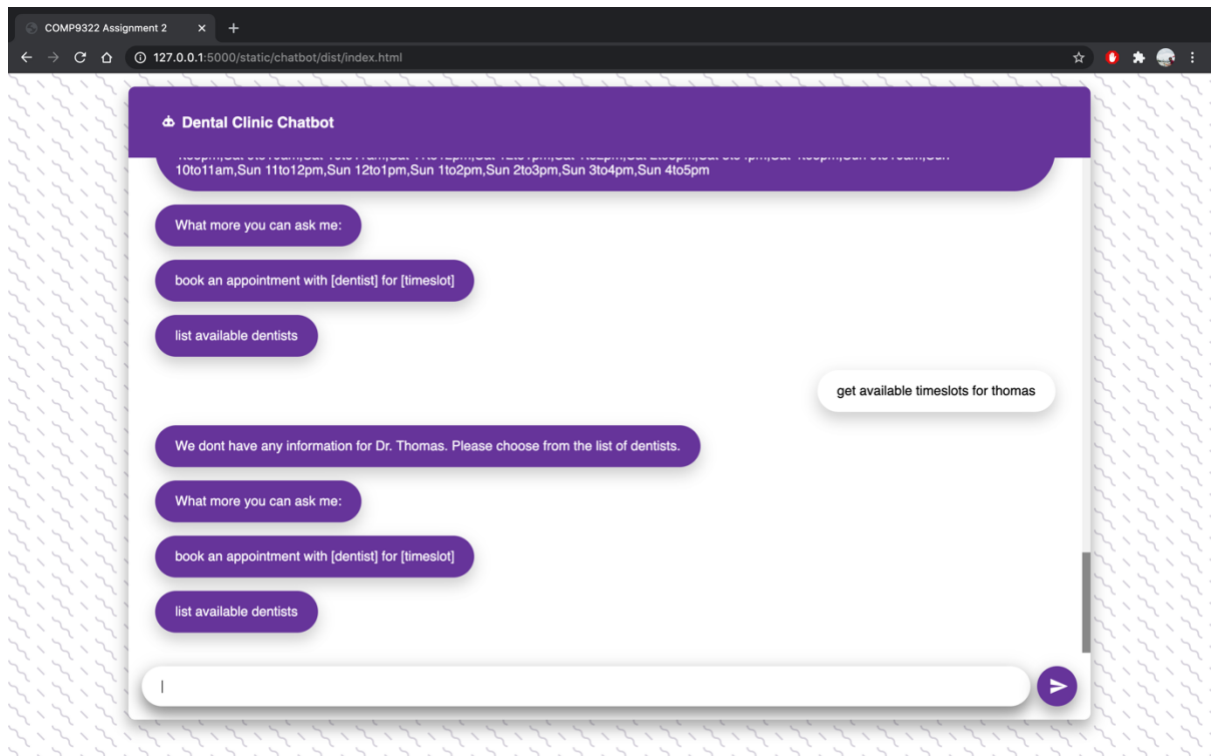 COMP9322 Assignment 2
127.0.0.1:5000/static/chatbot/dist/index.html
Dental Clinic Chatbot
10to11am,Sun 11to12pm,Sun 12to1pm,Sun 1to2pm,Sun 2to3pm,Sun 3to4pm,Sun 4to5pm
What more you can ask me:
book an appointment with [dentist] for [timeslot]
list available dentists
get available timeslots for thomas
We dont have any information for Dr. Thomas. Please choose from the list of dentists.
What more you can ask me:
book an appointment with [dentist] for [timeslot]
list available dentists